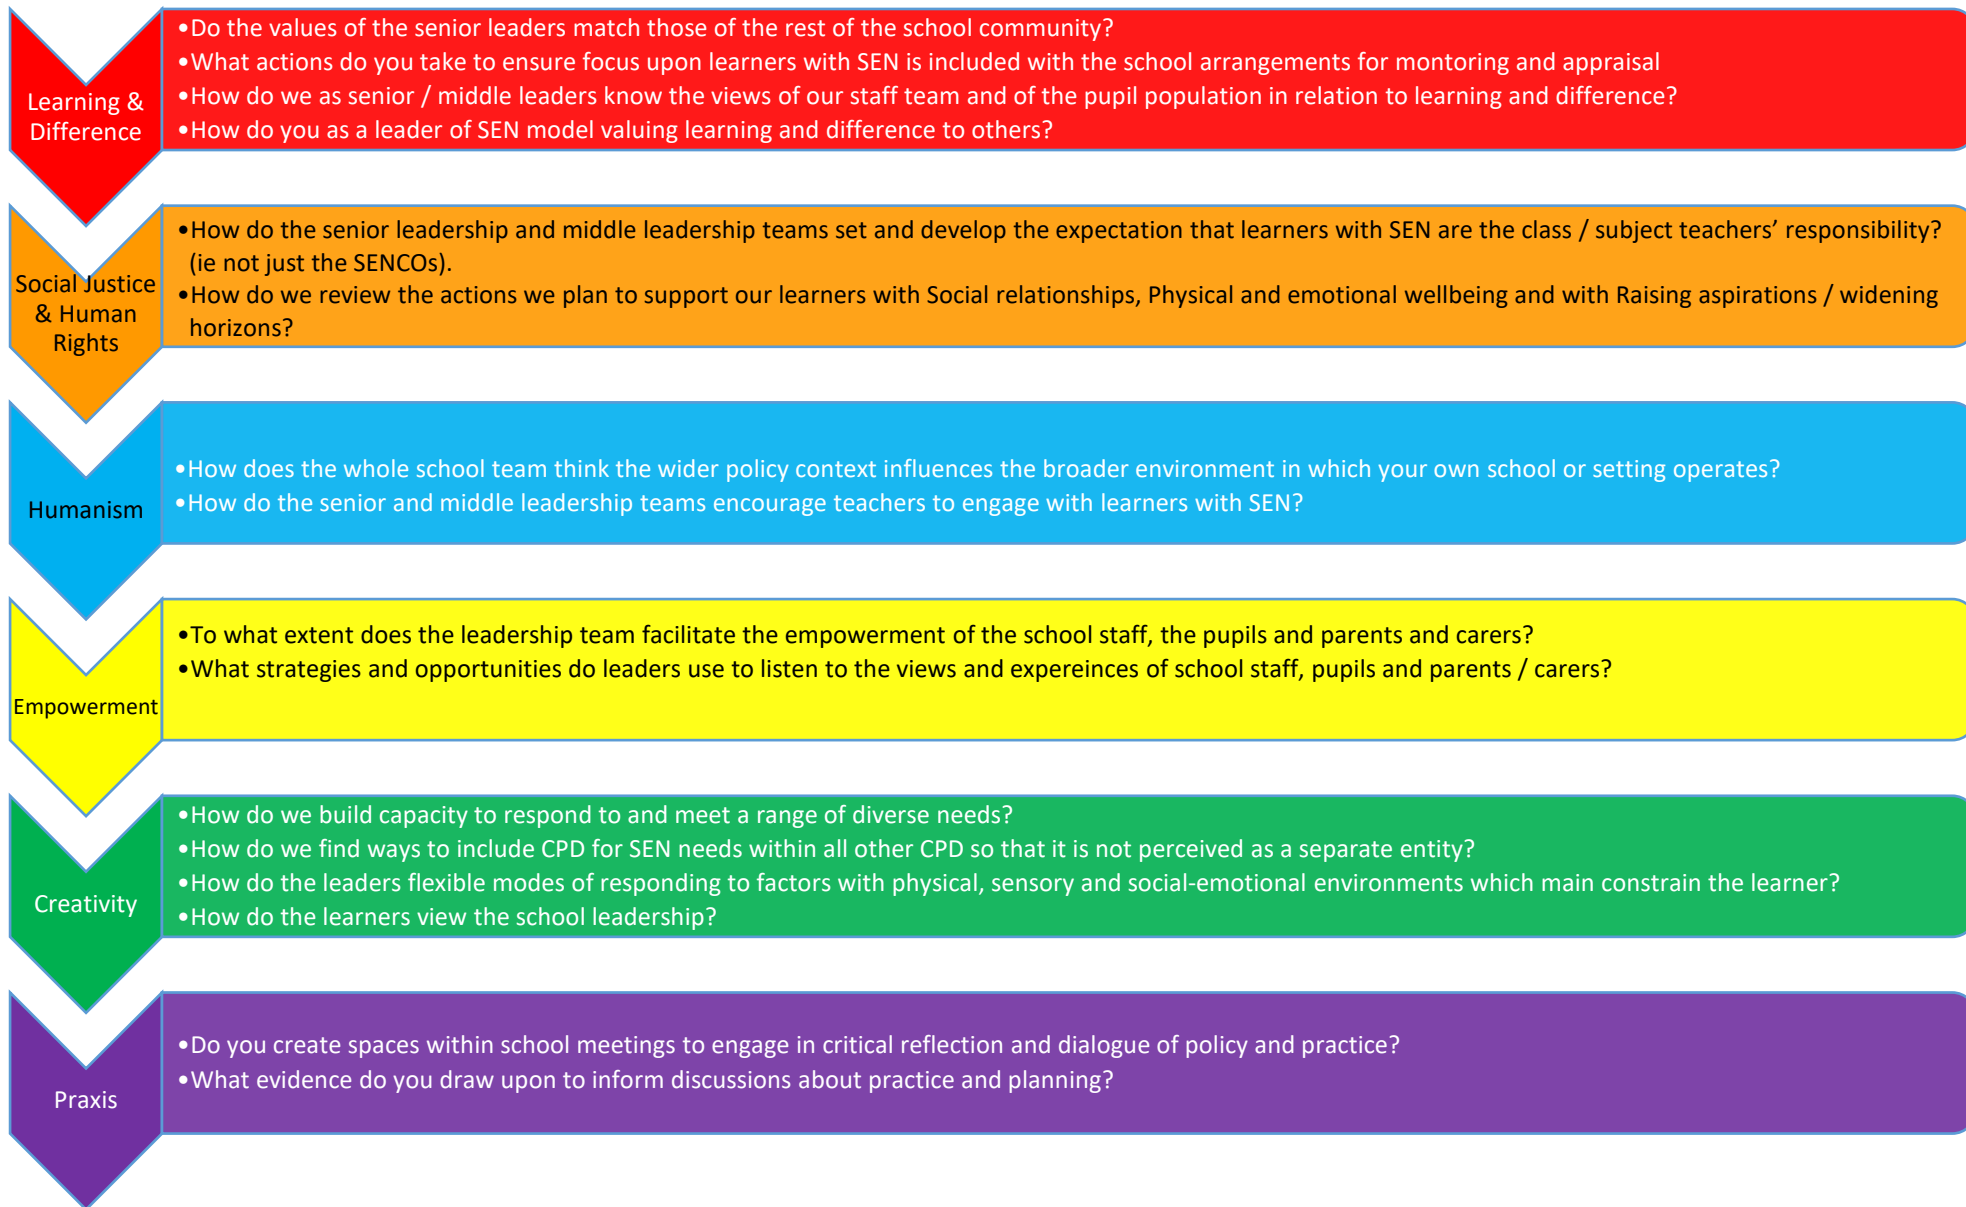 Learning &
Difference
•Do the values of the senior leaders match those of the rest of the school community?
•What actions do you take to ensure focus upon learners with SEN is included with the school arrangements for montoring and appraisal
•How do we as senior / middle leaders know the views of our staff team and of the pupil population in relation to learning and difference?
•How do you as a leader of SEN model valuing learning and difference to others?
Social Justice
& Human
Rights
•How do the senior leadership and middle leadership teams set and develop the expectation that learners with SEN are the class / subject teachers’ responsibility?
(ie not just the SENCOs).
•How do we review the actions we plan to support our learners with Social relationships, Physical and emotional wellbeing and with Raising aspirations / widening
horizons?
Humanism
•How does the whole school team think the wider policy context influences the broader environment in which your own school or setting operates?
•How do the senior and middle leadership teams encourage teachers to engage with learners with SEN?
Empowerment
•To what extent does the leadership team facilitate the empowerment of the school staff, the pupils and parents and carers?
•What strategies and opportunities do leaders use to listen to the views and expereinces of school staff, pupils and parents / carers?
Creativity
•How do we build capacity to respond to and meet a range of diverse needs?
•How do we find ways to include CPD for SEN needs within all other CPD so that it is not perceived as a separate entity?
•How do the leaders flexible modes of responding to factors with physical, sensory and social-emotional environments which main constrain the learner?
•How do the learners view the school leadership?
Praxis
•Do you create spaces within school meetings to engage in critical reflection and dialogue of policy and practice?
•What evidence do you draw upon to inform discussions about practice and planning?